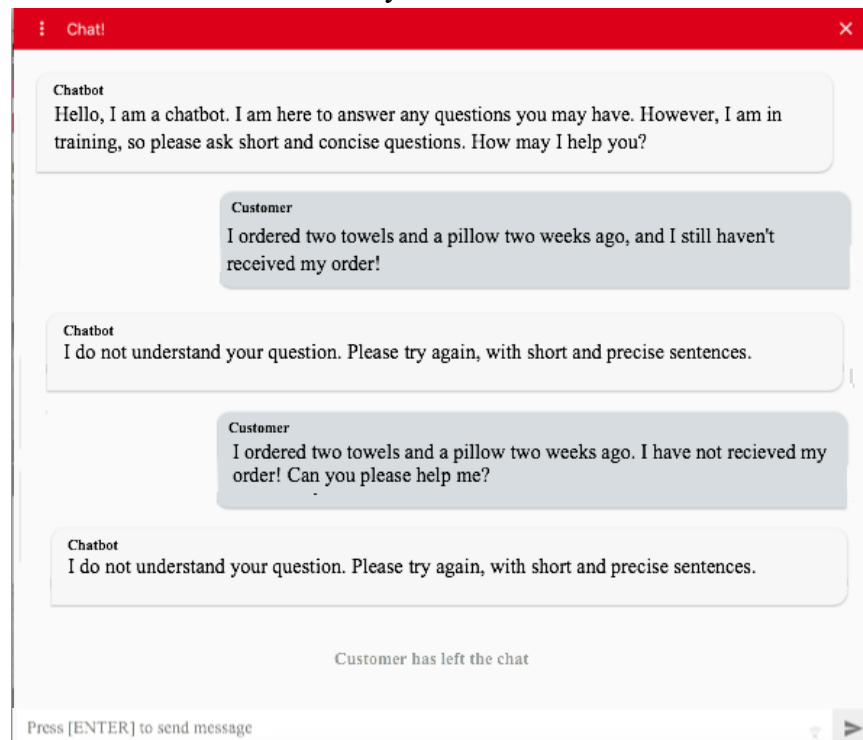 Chat!
Chatbot
Hello, I am a chatbot. I am here to answer any questions you may have. However, I am in
training, so please ask short and concise questions. How may I help you?
Customer
I ordered two towels and a pillow two weeks ago, and I still haven't
received my order!
Chatbot
I do not understand your question. Please try again, with short and precise sentences.
Customer
I ordered two towels and a pillow two weeks ago. I have not recieved my
order! Can you please help me?
Chatbot
I do not understand your question. Please try again, with short and precise sentences.
Customer has left the chat
Press [ENTER] to send message